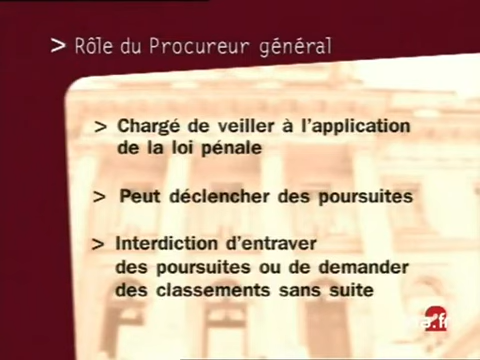 > Rôle du Procureur général
> Chargé de veiller à l'application
de la loi pénale
> Peut déclencher des poursuites
> Interdiction d'entraver
des poursuites ou de demander
des classements sans suite
2